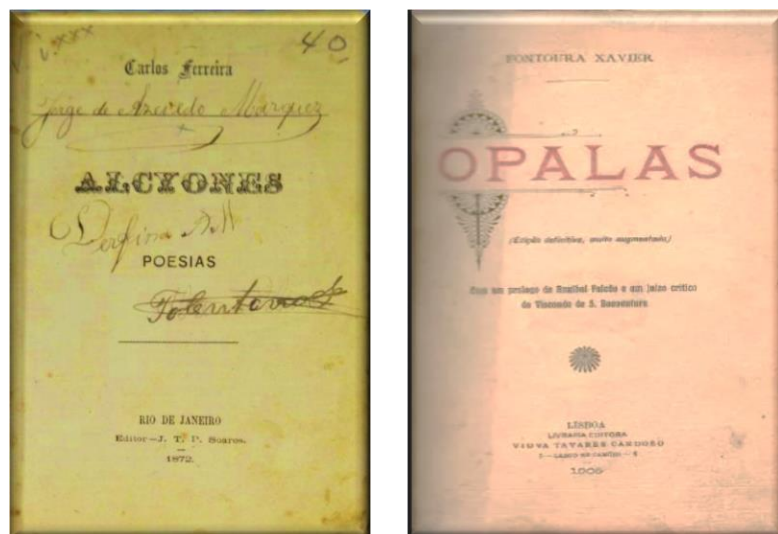 40
Carlos Ferreira
Jorge de Azevedo Marquez
ALCYONES
POESIAS
RIO DE JANEIRO
Editor—J. T. P. Soares.
1872.
FONTOURA XAVIER
OPALAS
(Edição definitiva, muito augmentada)
Com um prologo de Annibal Falcão e um juizo critico
do Visconde de S. Boaventura
LISBOA
LIVRARIA EDITORA
VIUVA TAVARES CARDOSO